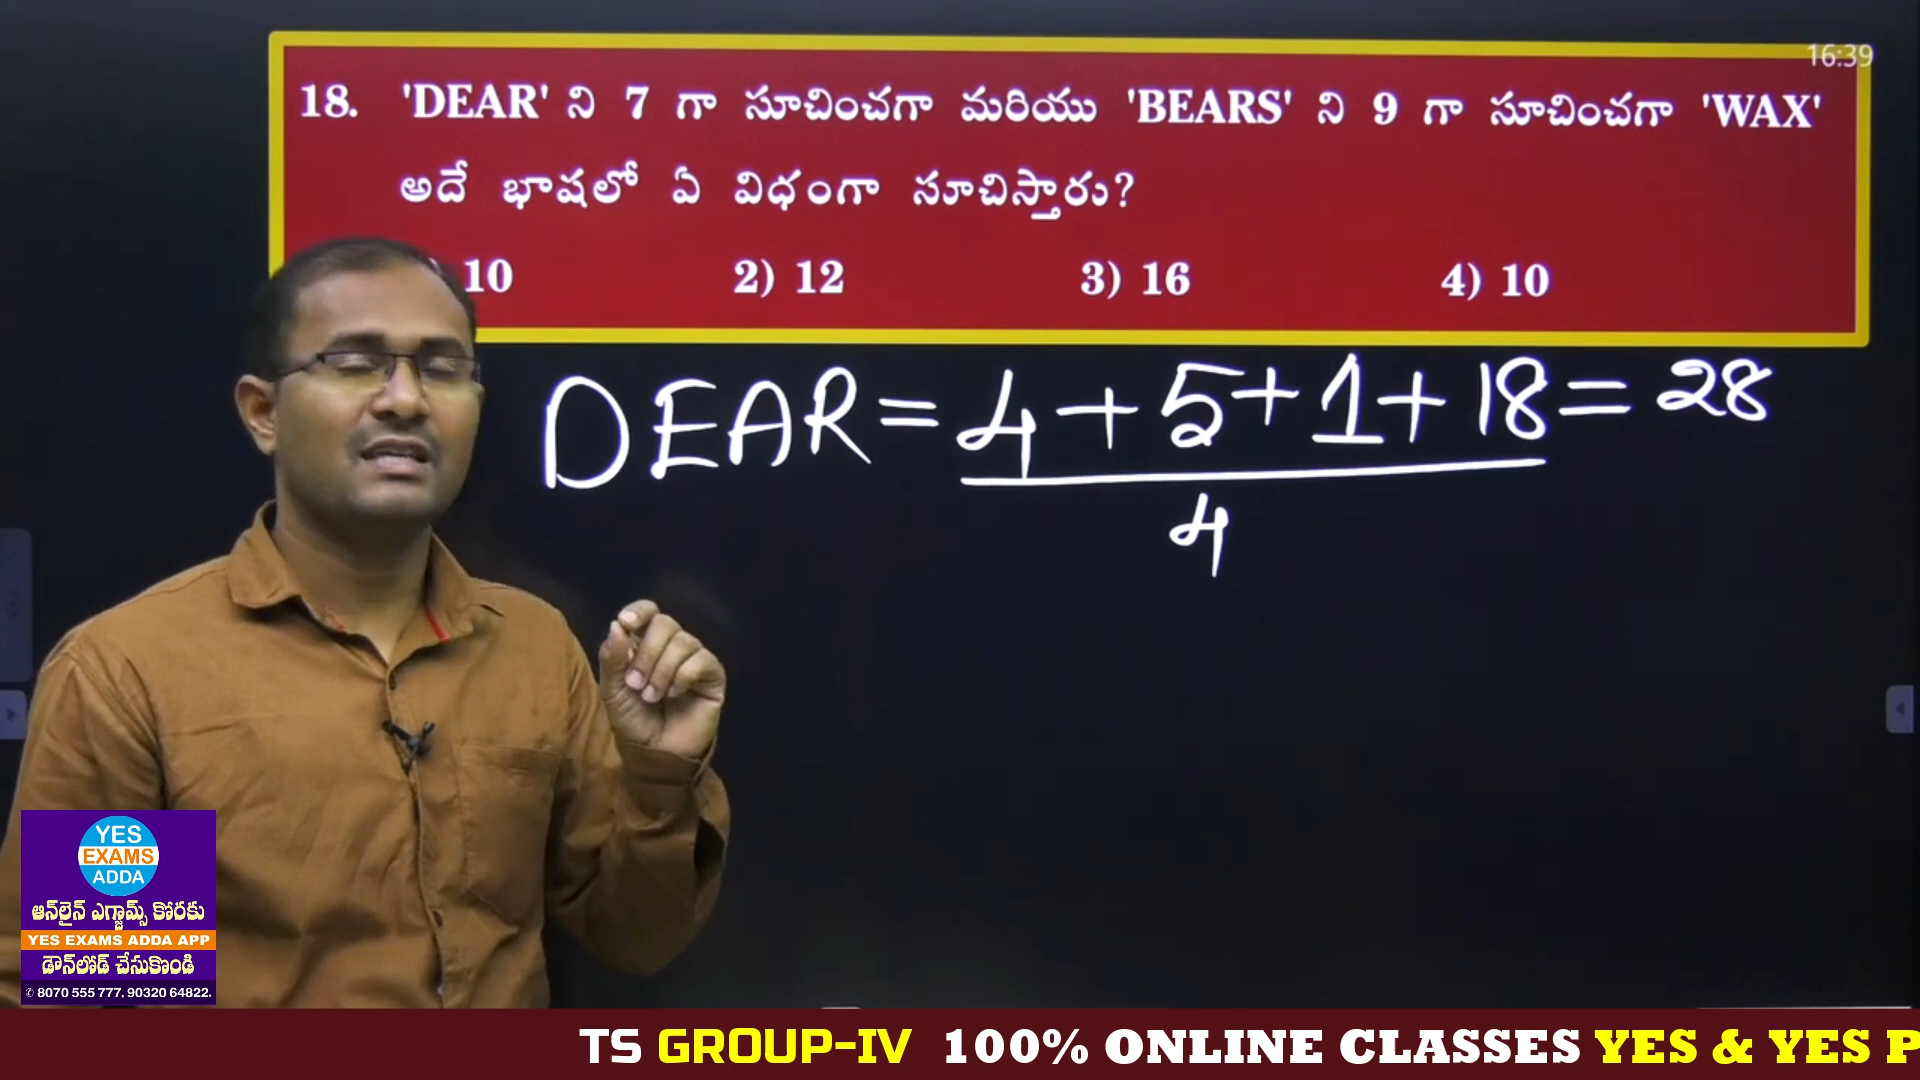 16:39
18. 'DEAR' ని 7 గా సూచించగా మరియు 'BEARS' ని 9 గా సూచించగా 'WAX'
అదే భాషలో ఏ విధంగా సూచిస్తారు?
) 10 2) 12 3) 16 4) 10
DEAR = 4 + 5 + 1 + 18 = 28
4
YES
EXAMS
ADDA
ఆన్‌లైన్ ఎగ్జామ్స్ కోరకు
YES EXAMS ADDA APP
డౌన్‌లోడ్ చేసుకొండి
✆ 8070 555 777, 90320 64822.
TS GROUP-IV 100% ONLINE CLASSES YES & YES P